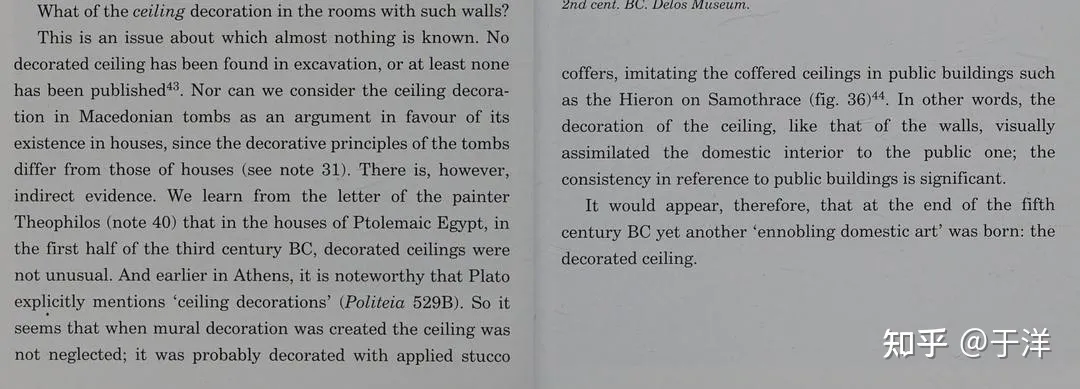 What of the ceiling decoration in the rooms with such walls?
This is an issue about which almost nothing is known. No
decorated ceiling has been found in excavation, or at least none
has been published43. Nor can we consider the ceiling decora-
tion in Macedonian tombs as an argument in favour of its
existence in houses, since the decorative principles of the tombs
differ from those of houses (see note 31). There is, however,
indirect evidence. We learn from the letter of the painter
Theophilos (note 40) that in the houses of Ptolemaic Egypt, in
the first half of the third century BC, decorated ceilings were
not unusual. And earlier in Athens, it is noteworthy that Plato
explicitly mentions ‘ceiling decorations’ (Politeia 529B). So it
seems that when mural decoration was created the ceiling was
not neglected; it was probably decorated with applied stucco
2nd cent. BC. Delos Museum.
coffers, imitating the coffered ceilings in public buildings such
as the Hieron on Samothrace (fig. 36)44. In other words, the
decoration of the ceiling, like that of the walls, visually
assimilated the domestic interior to the public one; the
consistency in reference to public buildings is significant.
It would appear, therefore, that at the end of the fifth
century BC yet another ‘ennobling domestic art’ was born: the
decorated ceiling.
知乎 @于洋